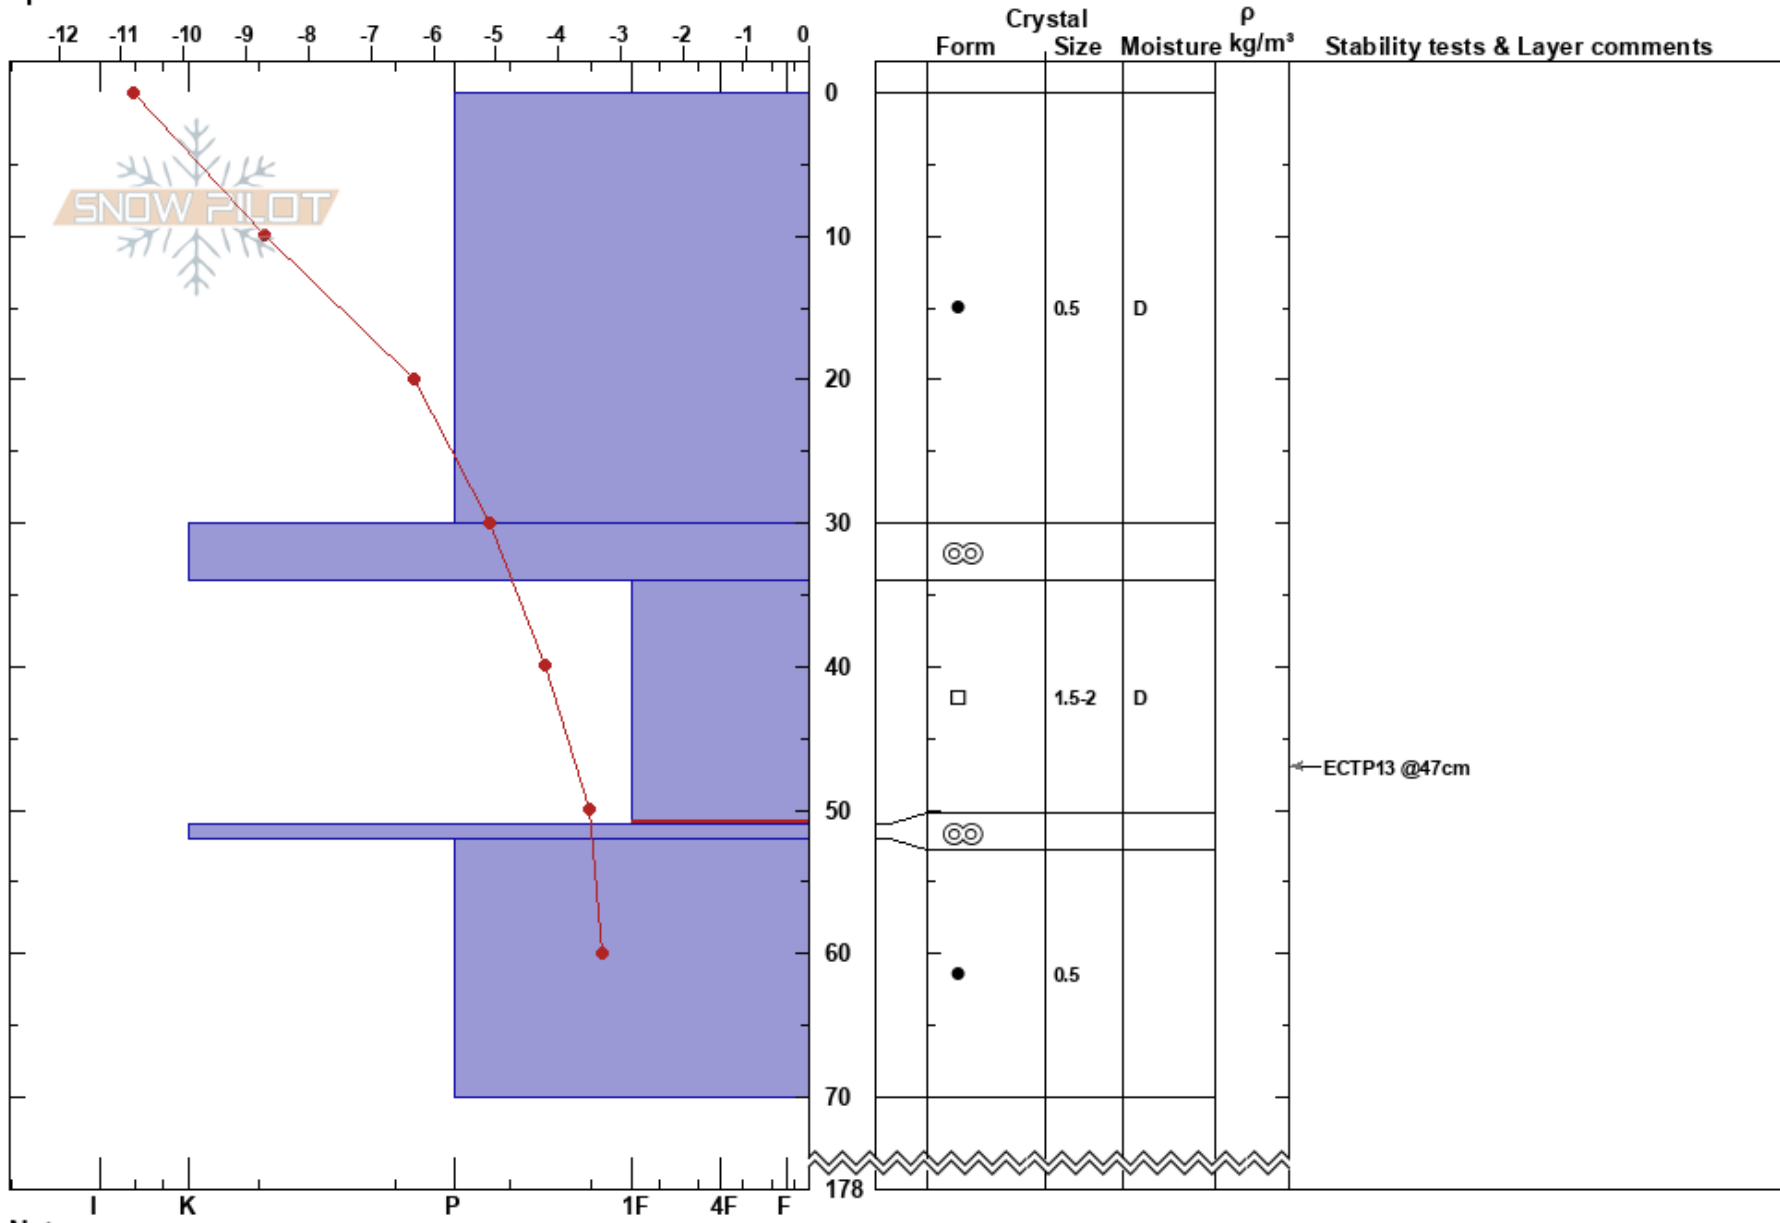 Crystal ρ
-12 -11 -10 -9 -8 -7 -6 -5 -4 -3 -2 -1 0 Form Size Moisture kg/m³ Stability tests & Layer comments
0
SNOW PILOT
10
0.5 D
20
30
40
1.5-2 D
ECTP13 @47cm
50
60
0.5
70
178
I K P 1F 4F F